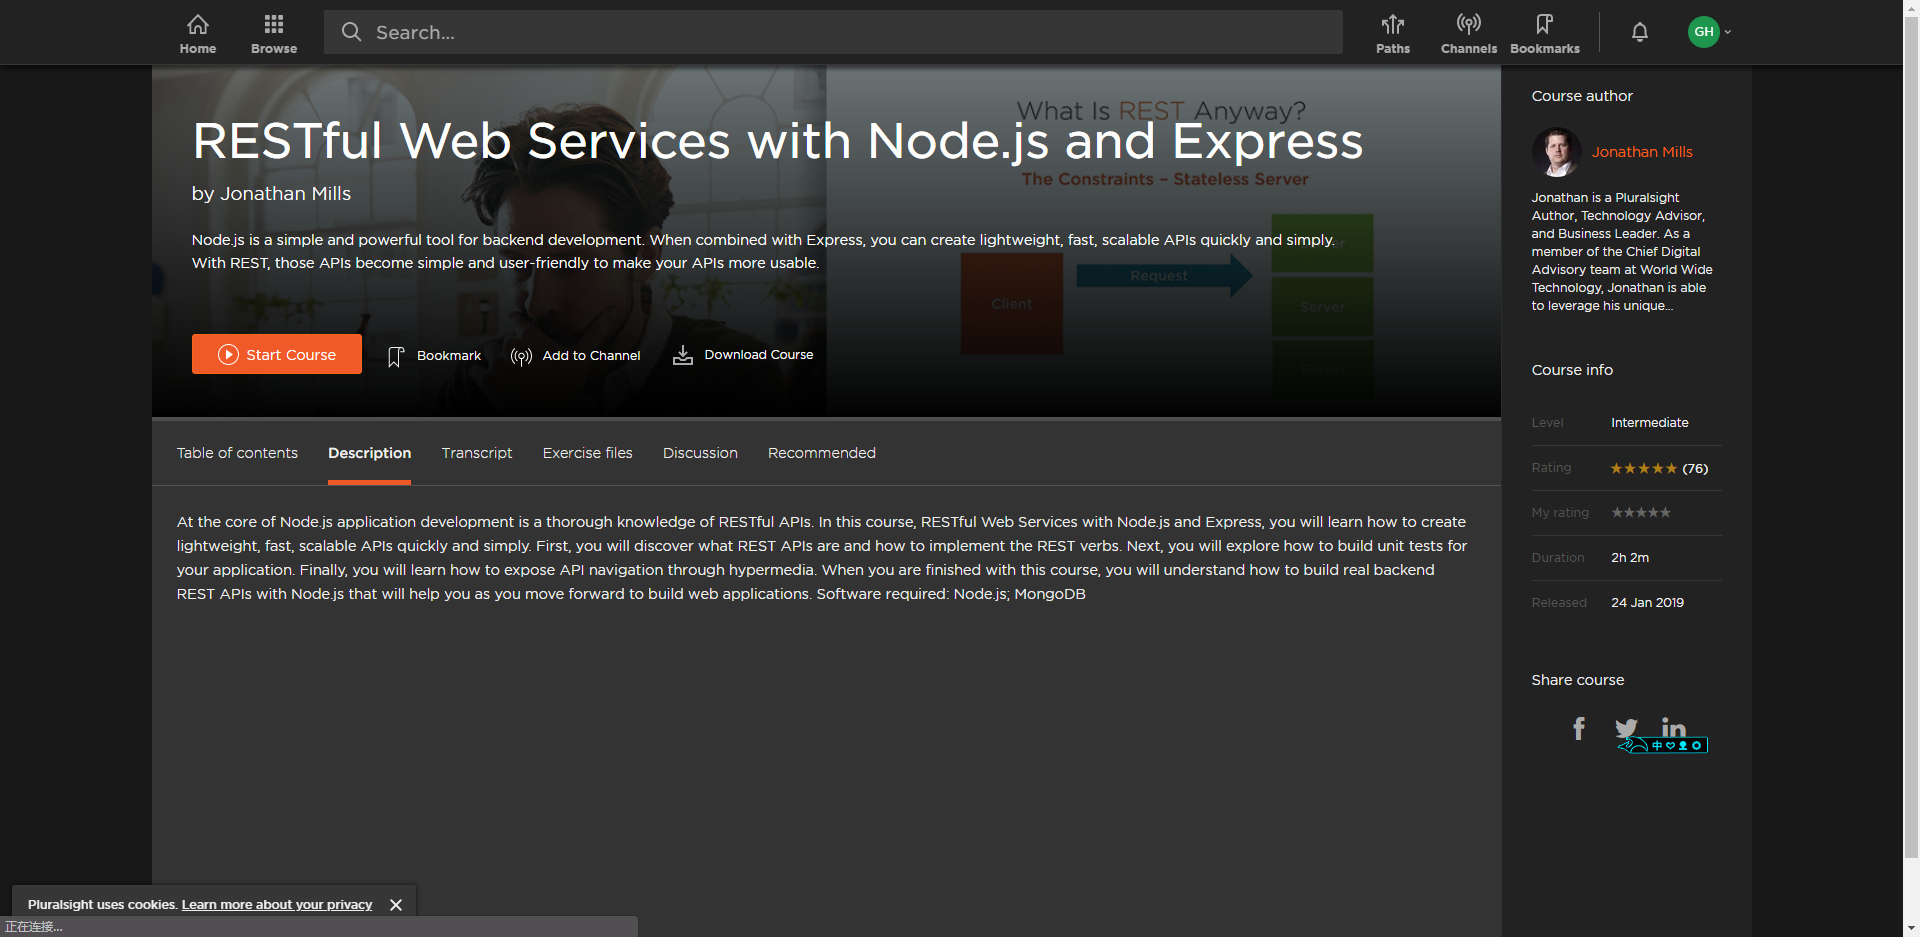 Home
Browse
Search...
Paths
Channels
Bookmarks
GH
What Is REST Anyway?
RESTful Web Services with Node.js and Express
The Constraints – Stateless Server
by Jonathan Mills
Node.js is a simple and powerful tool for backend development. When combined with Express, you can create lightweight, fast, scalable APIs quickly and simply.
With REST, those APIs become simple and user-friendly to make your APIs more usable.
Request
Client
Server
Server
Start Course
Bookmark
Add to Channel
Download Course
Table of contents
Description
Transcript
Exercise files
Discussion
Recommended
At the core of Node.js application development is a thorough knowledge of RESTful APIs. In this course, RESTful Web Services with Node.js and Express, you will learn how to create
lightweight, fast, scalable APIs quickly and simply. First, you will discover what REST APIs are and how to implement the REST verbs. Next, you will explore how to build unit tests for
your application. Finally, you will learn how to expose API navigation through hypermedia. When you are finished with this course, you will understand how to build real backend
REST APIs with Node.js that will help you as you move forward to build web applications. Software required: Node.js; MongoDB
Course author
Jonathan Mills
Jonathan is a Pluralsight
Author, Technology Advisor,
and Business Leader. As a
member of the Chief Digital
Advisory team at World Wide
Technology, Jonathan is able
to leverage his unique...
Course info
Level Intermediate
Rating ★★★★★ (76)
My rating ★★★★★
Duration 2h 2m
Released 24 Jan 2019
Share course
f
in
中
Pluralsight uses cookies. Learn more about your privacy
正在连接...